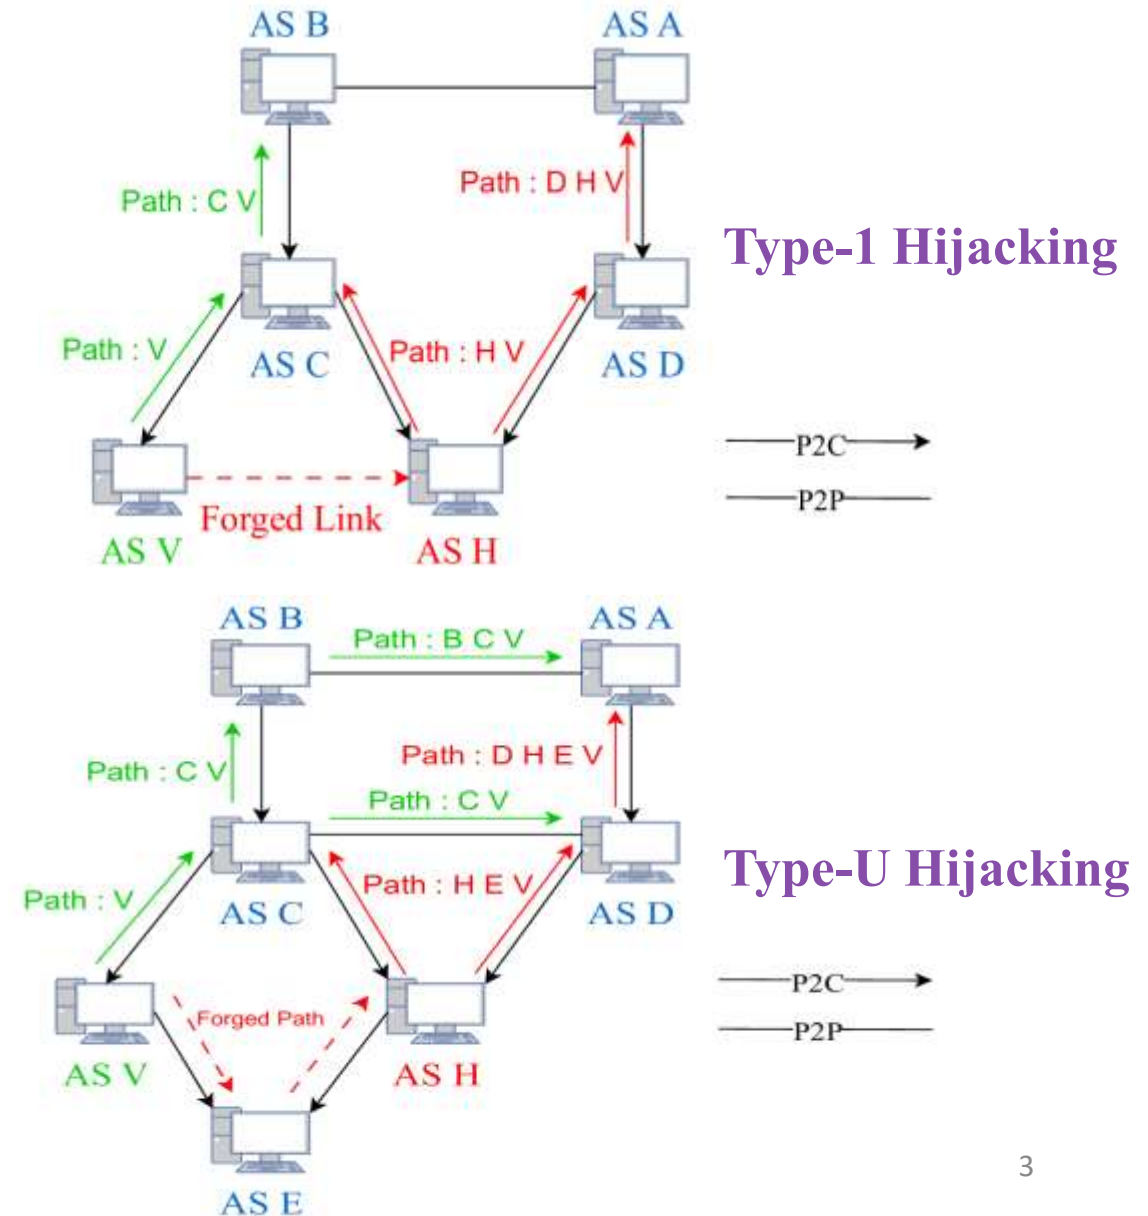 AS B
AS A
Path : C V
Path : D H V
Type-1 Hijacking
Path : V
AS C
Path : H V
AS D
P2C
P2P
Forged Link
AS V
AS H
AS B
Path : B C V
AS A
Path : C V
Path : D H E V
Path : C V
Type-U Hijacking
Path : V
AS C
Path : H E V
AS D
P2C
Forged Path
P2P
AS V
AS H
AS E
3